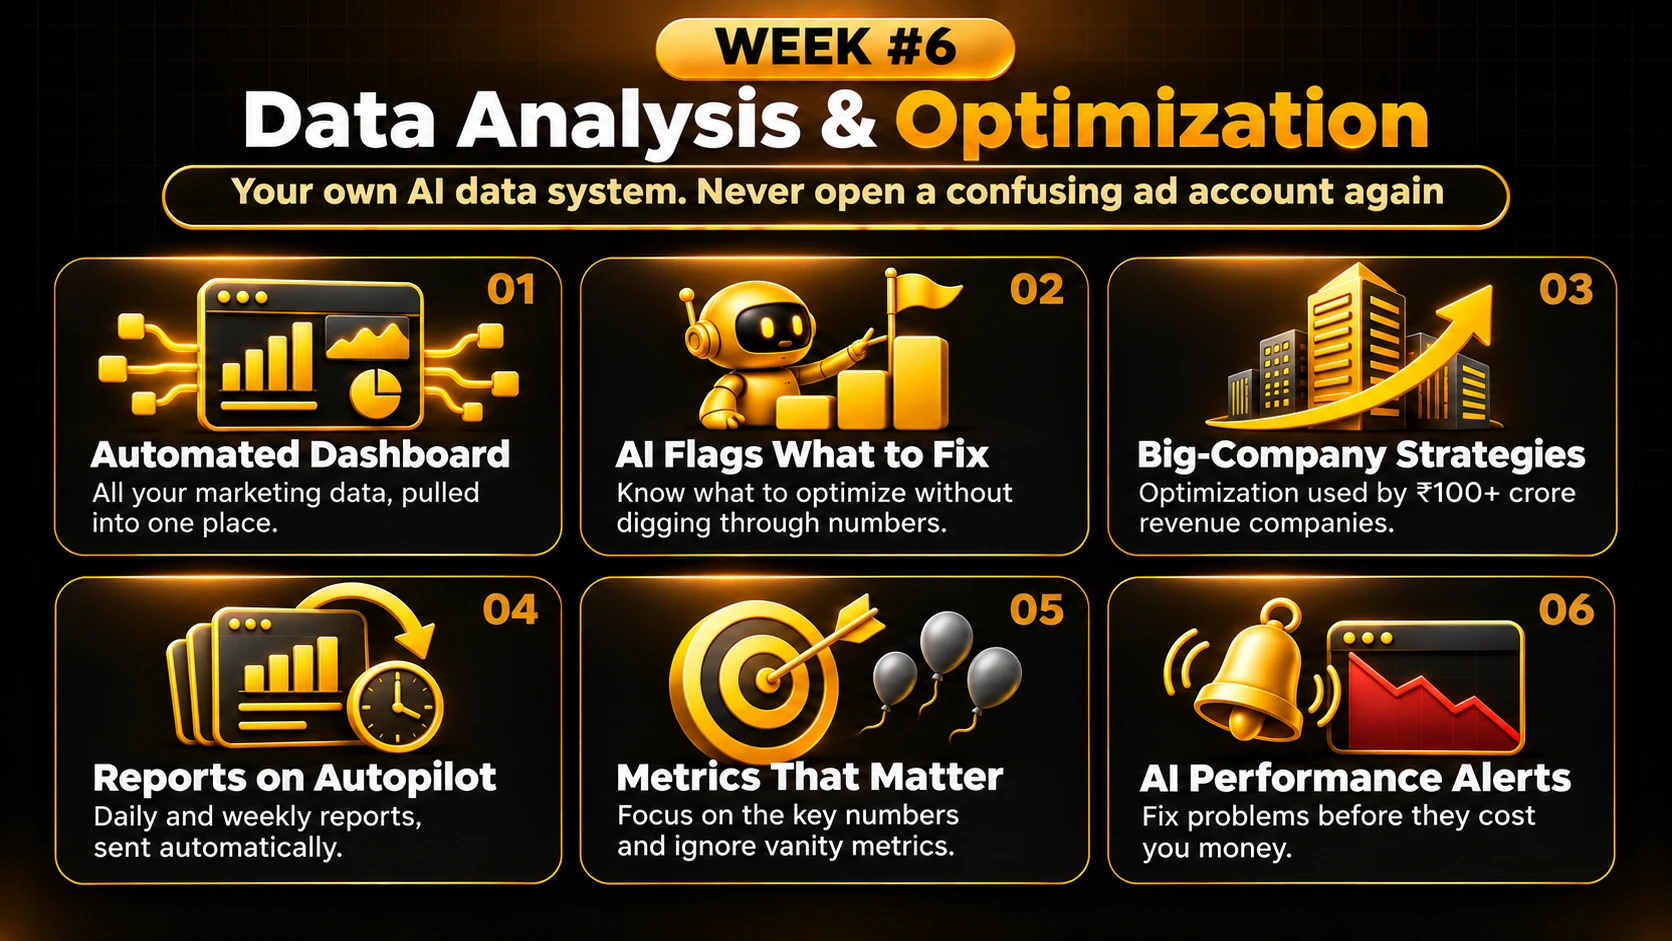 WEEK #6
Data Analysis & Optimization
Your own AI data system. Never open a confusing ad account again
01
Automated Dashboard
All your marketing data, pulled
into one place.
02
AI Flags What to Fix
Know what to optimize without
digging through numbers.
03
Big-Company Strategies
Optimization used by ₹100+ crore
revenue companies.
04
Reports on Autopilot
Daily and weekly reports,
sent automatically.
05
Metrics That Matter
Focus on the key numbers
and ignore vanity metrics.
06
AI Performance Alerts
Fix problems before they cost
you money.